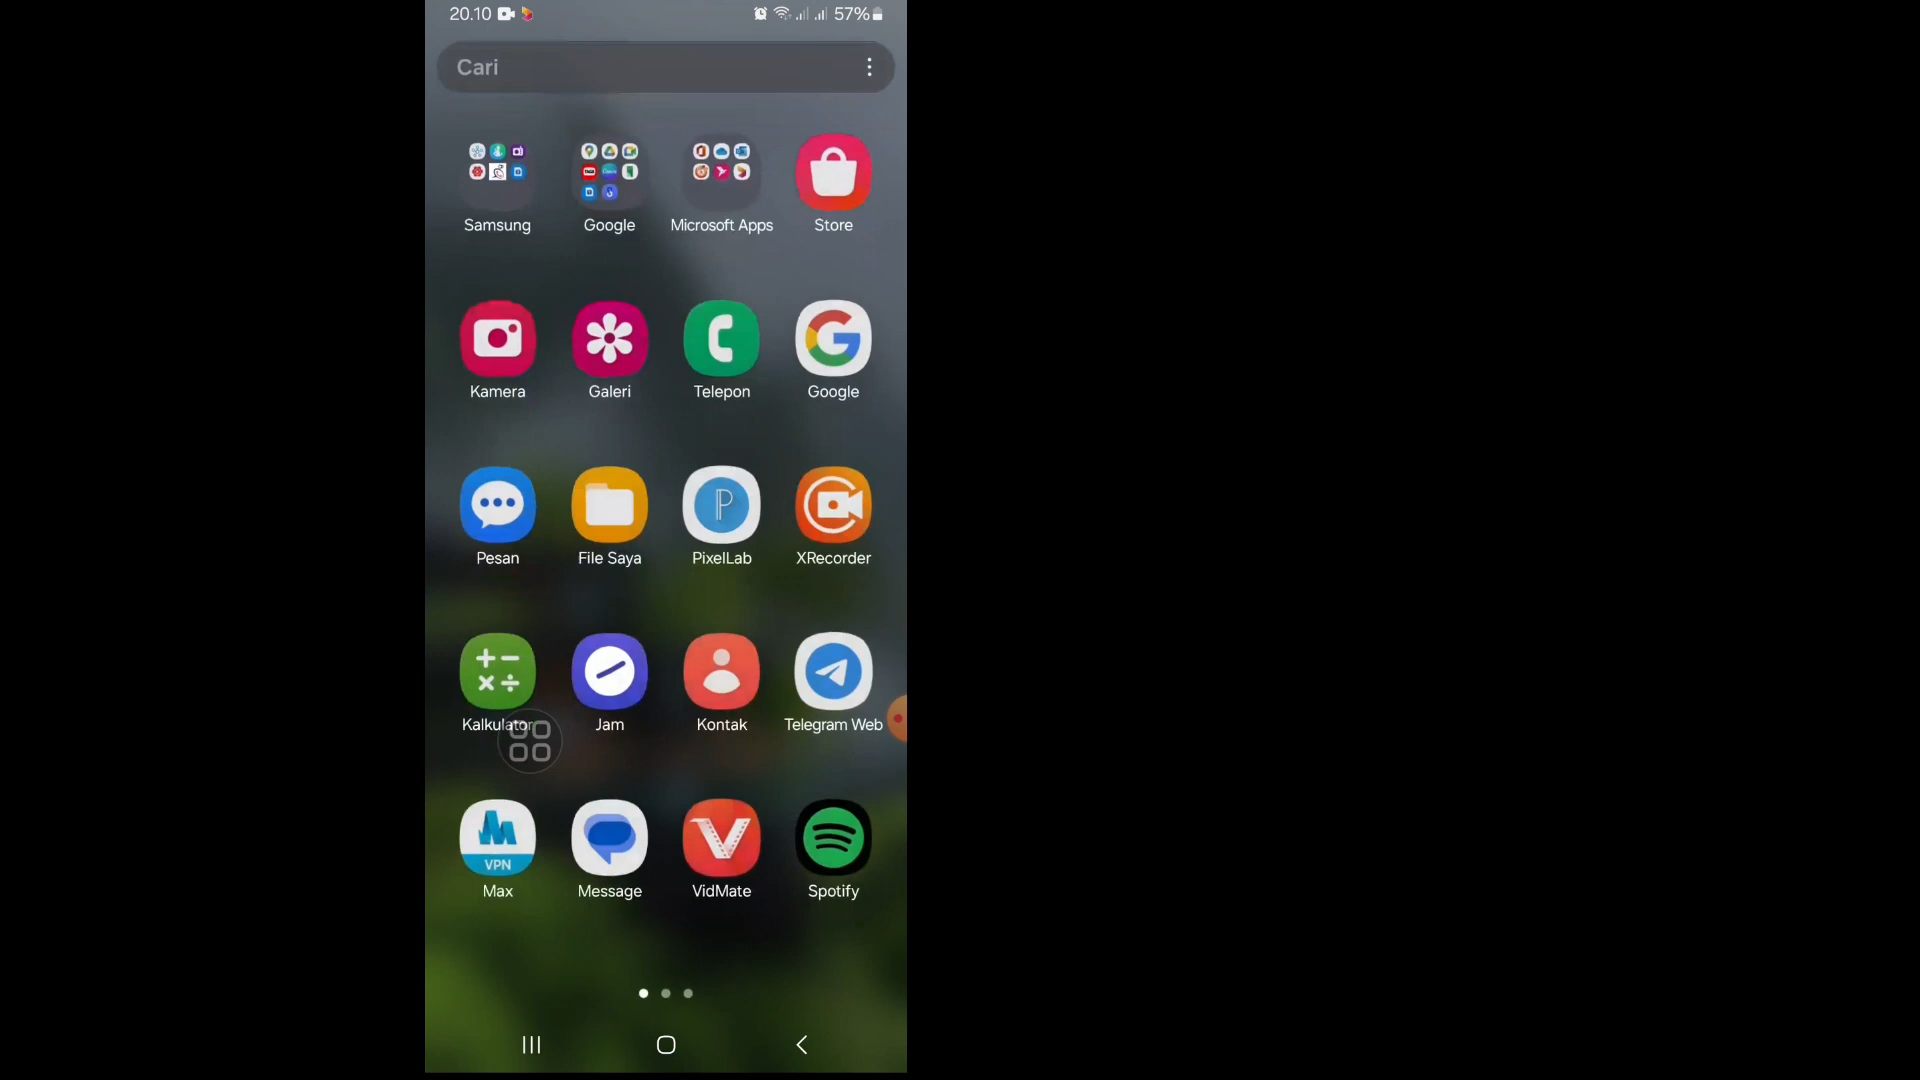 20.10
57%
Cari
Samsung
Google
Microsoft Apps
Store
Kamera
Galeri
Telepon
Google
Pesan
File Saya
P
PixelLab
XRecorder
Kalkulator
Jam
Kontak
Telegram Web
VPN
Max
Message
VidMate
Spotify